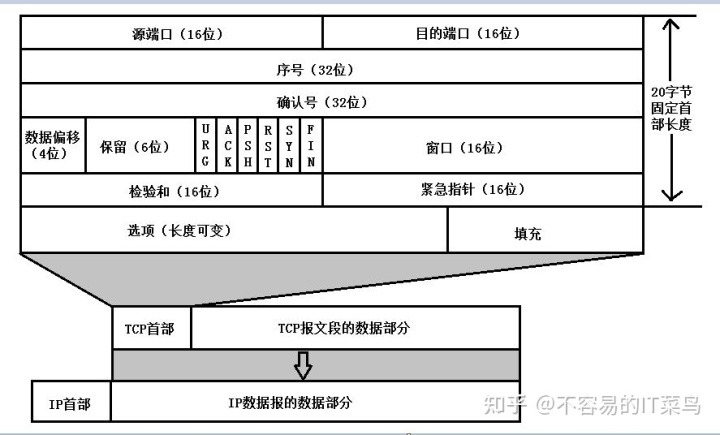 源端口（16位） 目的端口（16位）
序号（32位）
确认号（32位）
20字节
固定首
部长度
数据偏移
（4位）
保留（6位）
URG
ACK
PSH
RST
SYN
FIN
窗口（16位）
检验和（16位） 紧急指针（16位）
选项（长度可变） 填充
TCP首部 TCP报文段的数据部分
IP首部 IP数据报的数据部分
知乎 @不容易的IT菜鸟